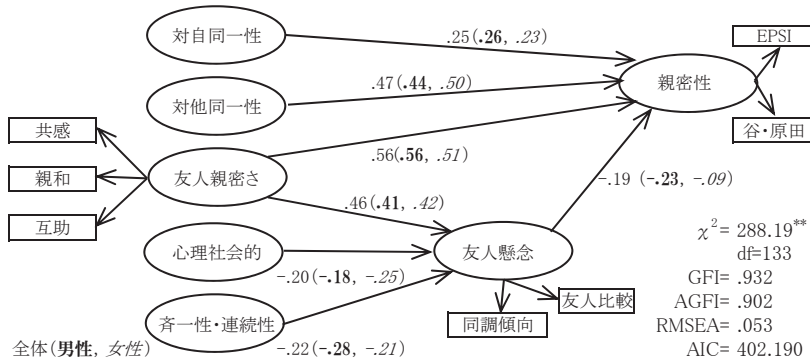 対自同一性
.25(.26, .23)
EPSI
対他同一性
.47(.44, .50)
親密性
谷・原田
共感
親和
互助
友人親密さ
.56(.56, .51)
.46(.41, .42)
-.19 (-.23, -.09)
心理社会的
友人懸念
-.20(-.18, -.25)
斉一性・連続性
-.22(-.28, -.21)
同調傾向
友人比較
全体(男性, 女性)
χ²= 288.19**
df=133
GFI= .932
AGFI= .902
RMSEA= .053
AIC= 402.190